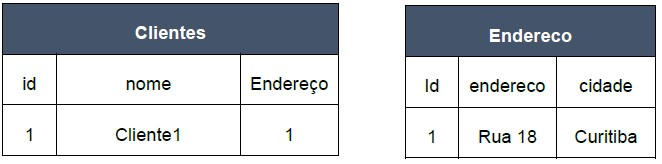 Clientes
id nome Endereço
1 Cliente1 1
Endereco
Id endereco cidade
1 Rua 18 Curitiba